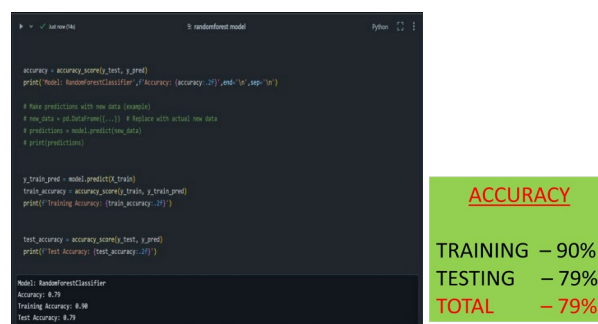 Just now (14s)
9: randomforest model
Python
accuracy = accuracy_score(y_test, y_pred)
print('Model: RandomForestClassifier',f'Accuracy: {accuracy:.2f}',end='\n',sep='\n')
# Make predictions with new data (example)
# new_data = pd.DataFrame({...}) # Replace with actual new data
# predictions = model.predict(new_data)
# print(predictions)
y_train_pred = model.predict(X_train)
train_accuracy = accuracy_score(y_train, y_train_pred)
print(f'Training Accuracy: {train_accuracy:.2f}')
test_accuracy = accuracy_score(y_test, y_pred)
print(f'Test Accuracy: {test_accuracy:.2f}')
Model: RandomForestClassifier
Accuracy: 0.79
Training Accuracy: 0.90
Test Accuracy: 0.79
ACCURACY
TRAINING – 90%
TESTING – 79%
TOTAL – 79%